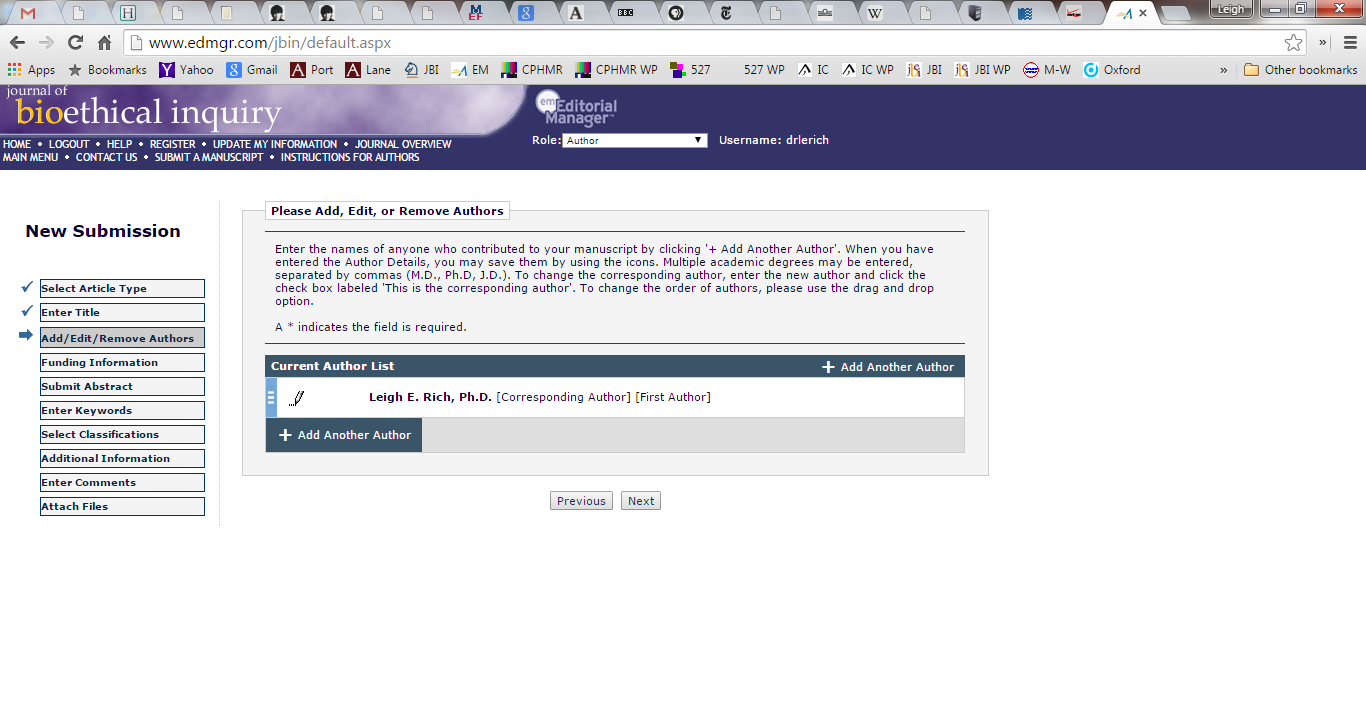 Leigh
www.edmgr.com/jbin/default.aspx
Apps Bookmarks Yahoo Gmail Port Lane JBI EM CPHMR CPHMR WP 527 527 WP IC IC WP JBI JBI WP M-W Oxford » Other bookmarks
journal of
bioethical inquiry
em Editorial
Manager™
Role: Author Username: drlerich
HOME • LOGOUT • HELP • REGISTER • UPDATE MY INFORMATION • JOURNAL OVERVIEW
MAIN MENU • CONTACT US • SUBMIT A MANUSCRIPT • INSTRUCTIONS FOR AUTHORS
New Submission
Select Article Type
Enter Title
Add/Edit/Remove Authors
Funding Information
Submit Abstract
Enter Keywords
Select Classifications
Additional Information
Enter Comments
Attach Files
Please Add, Edit, or Remove Authors
Enter the names of anyone who contributed to your manuscript by clicking '+ Add Another Author'. When you have
entered the Author Details, you may save them by using the icons. Multiple academic degrees may be entered,
separated by commas (M.D., Ph.D, J.D.). To change the corresponding author, enter the new author and click the
check box labeled 'This is the corresponding author'. To change the order of authors, please use the drag and drop
option.
A * indicates the field is required.
Current Author List + Add Another Author
Leigh E. Rich, Ph.D. [Corresponding Author] [First Author]
+ Add Another Author
Previous Next